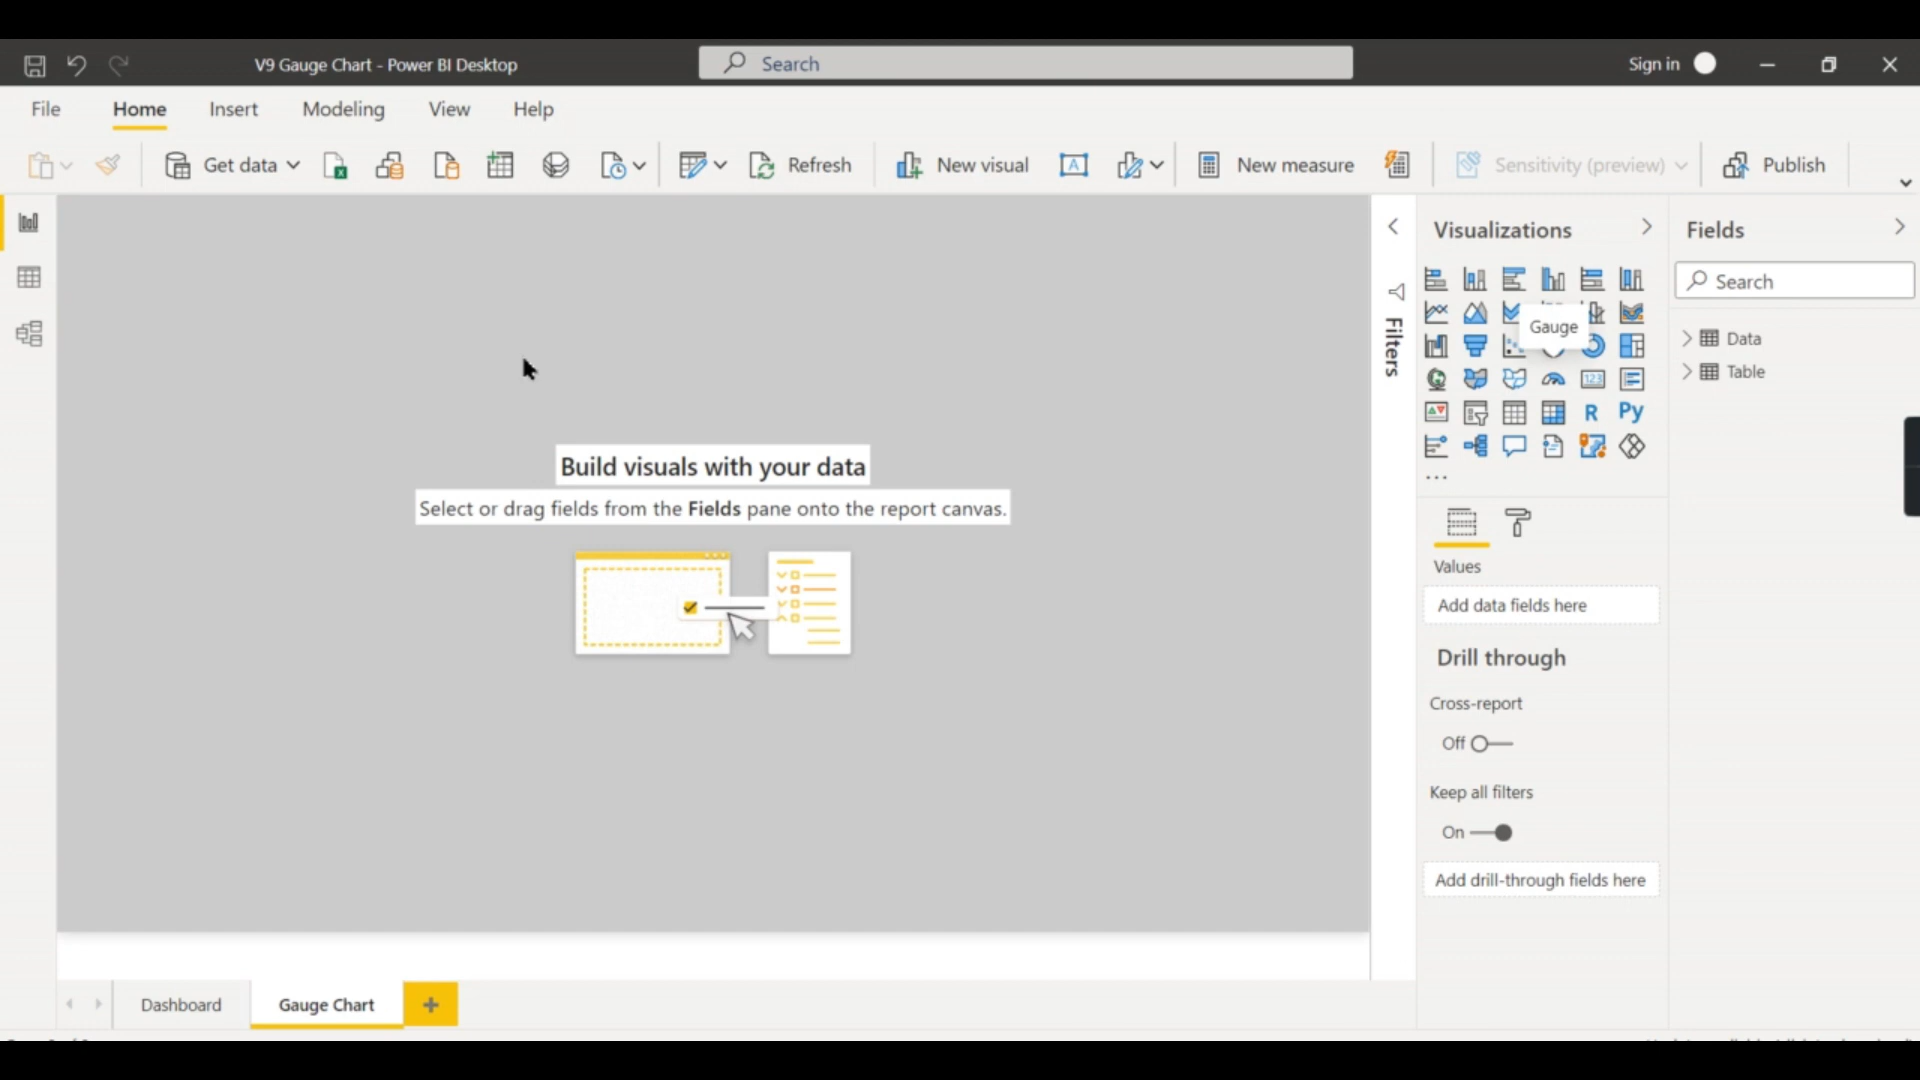 V9 Gauge Chart - Power BI Desktop
Search
Sign in
File Home Insert Modeling View Help
Get data
Refresh
New visual
A
New measure
Sensitivity (preview)
Publish
Visualizations
Fields
Filters
Search
Gauge
Data
Table
123
R
Py
Build visuals with your data
Select or drag fields from the Fields pane onto the report canvas.
Values
Add data fields here
Drill through
Cross-report
Off
Keep all filters
On
Add drill-through fields here
Dashboard
Gauge Chart
+